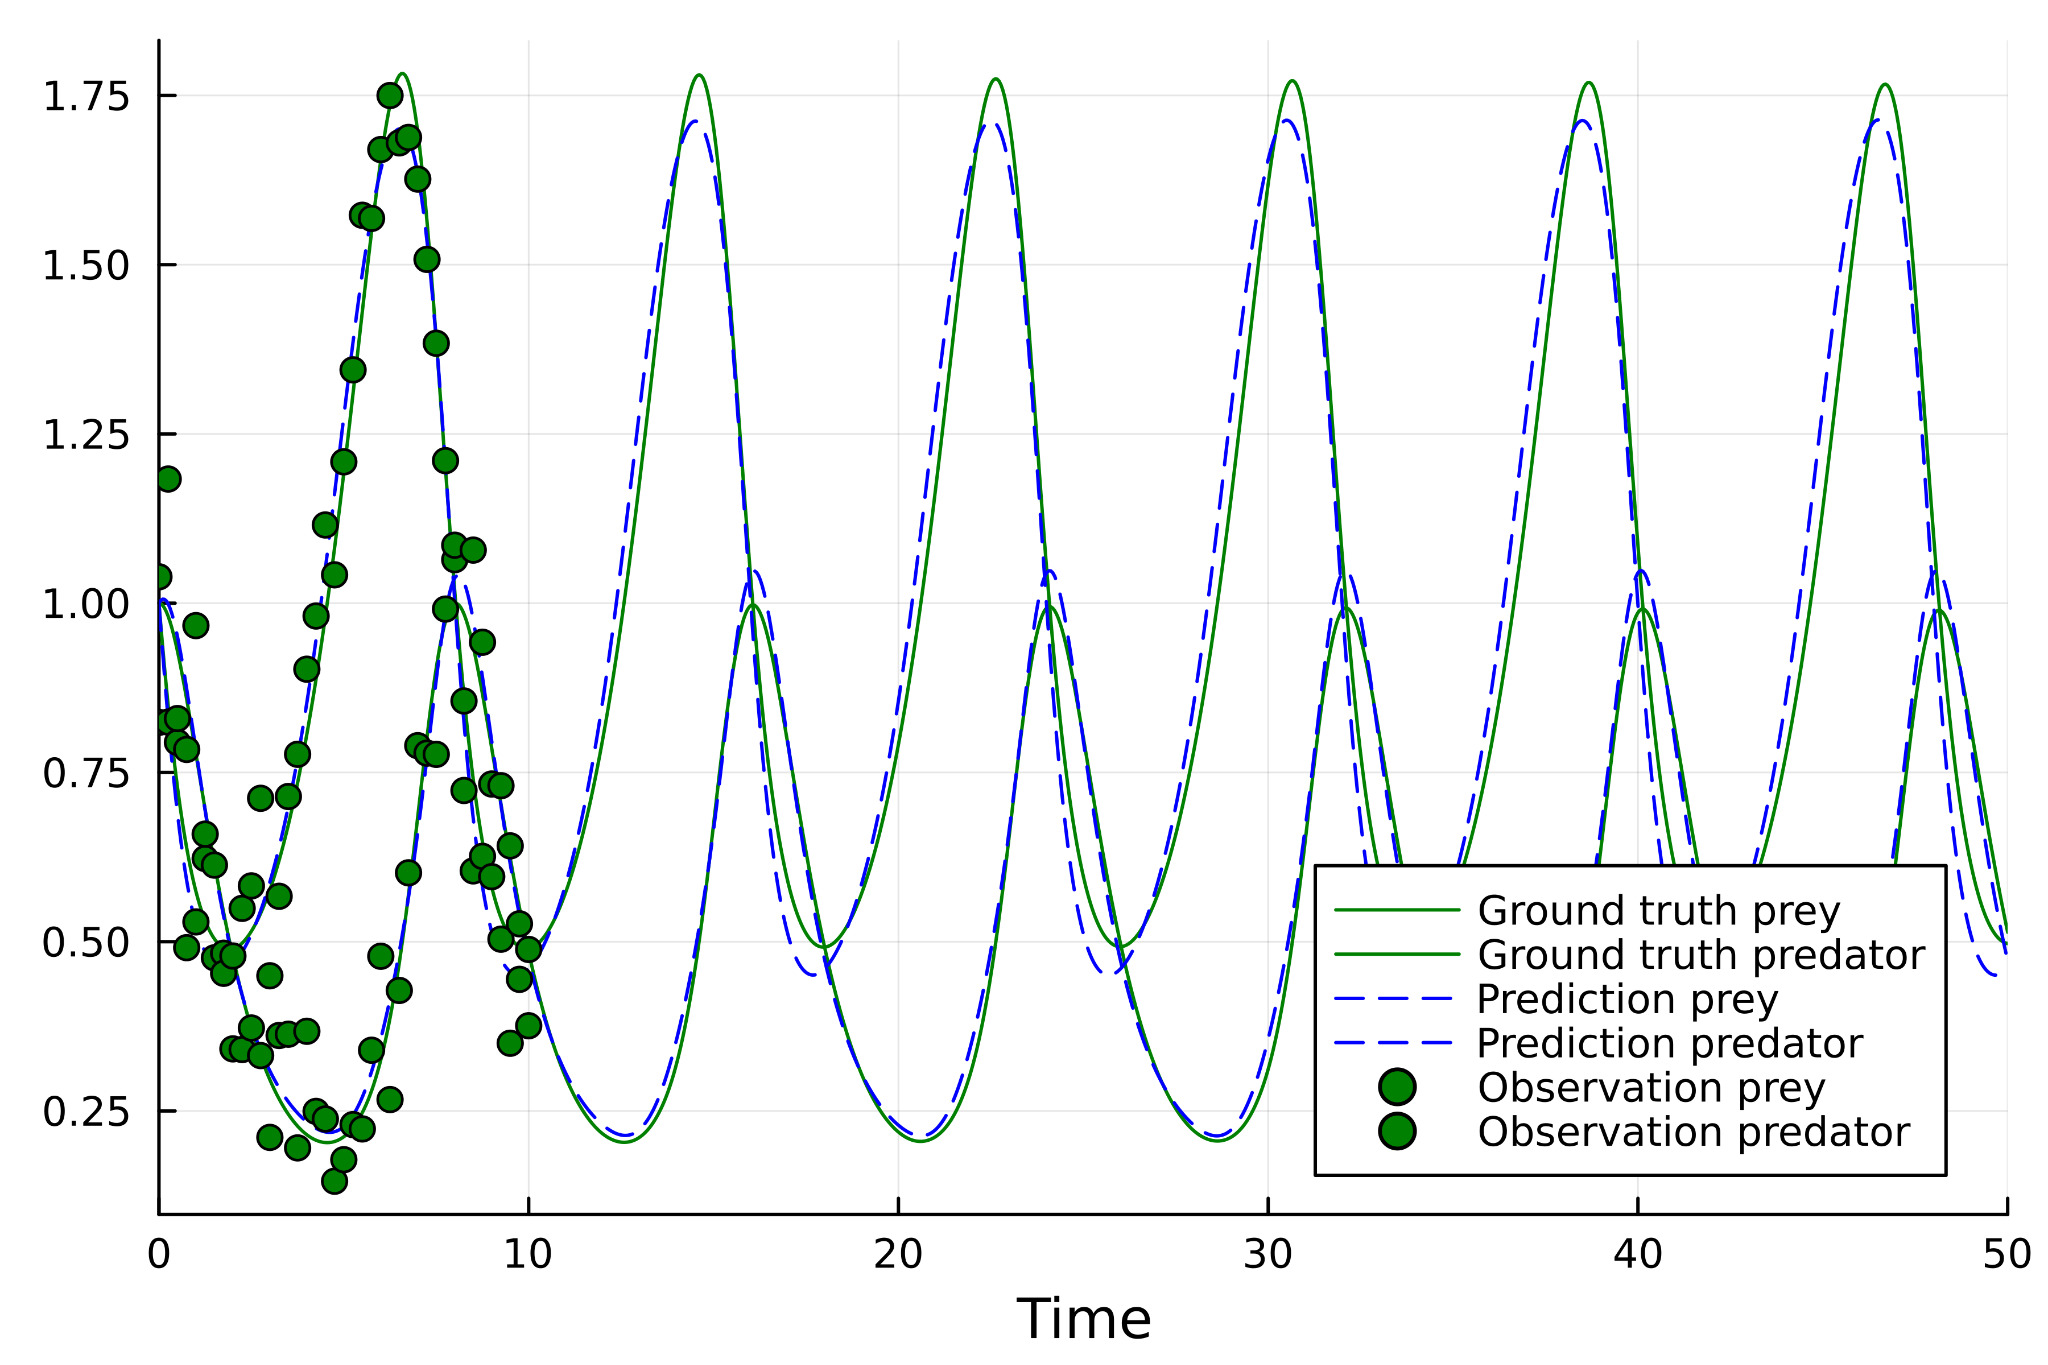 1.75
1.50
1.25
1.00
0.75
0.50
0.25
0 10 20 30 40 50
Time
Ground truth prey
Ground truth predator
Prediction prey
Prediction predator
Observation prey
Observation predator